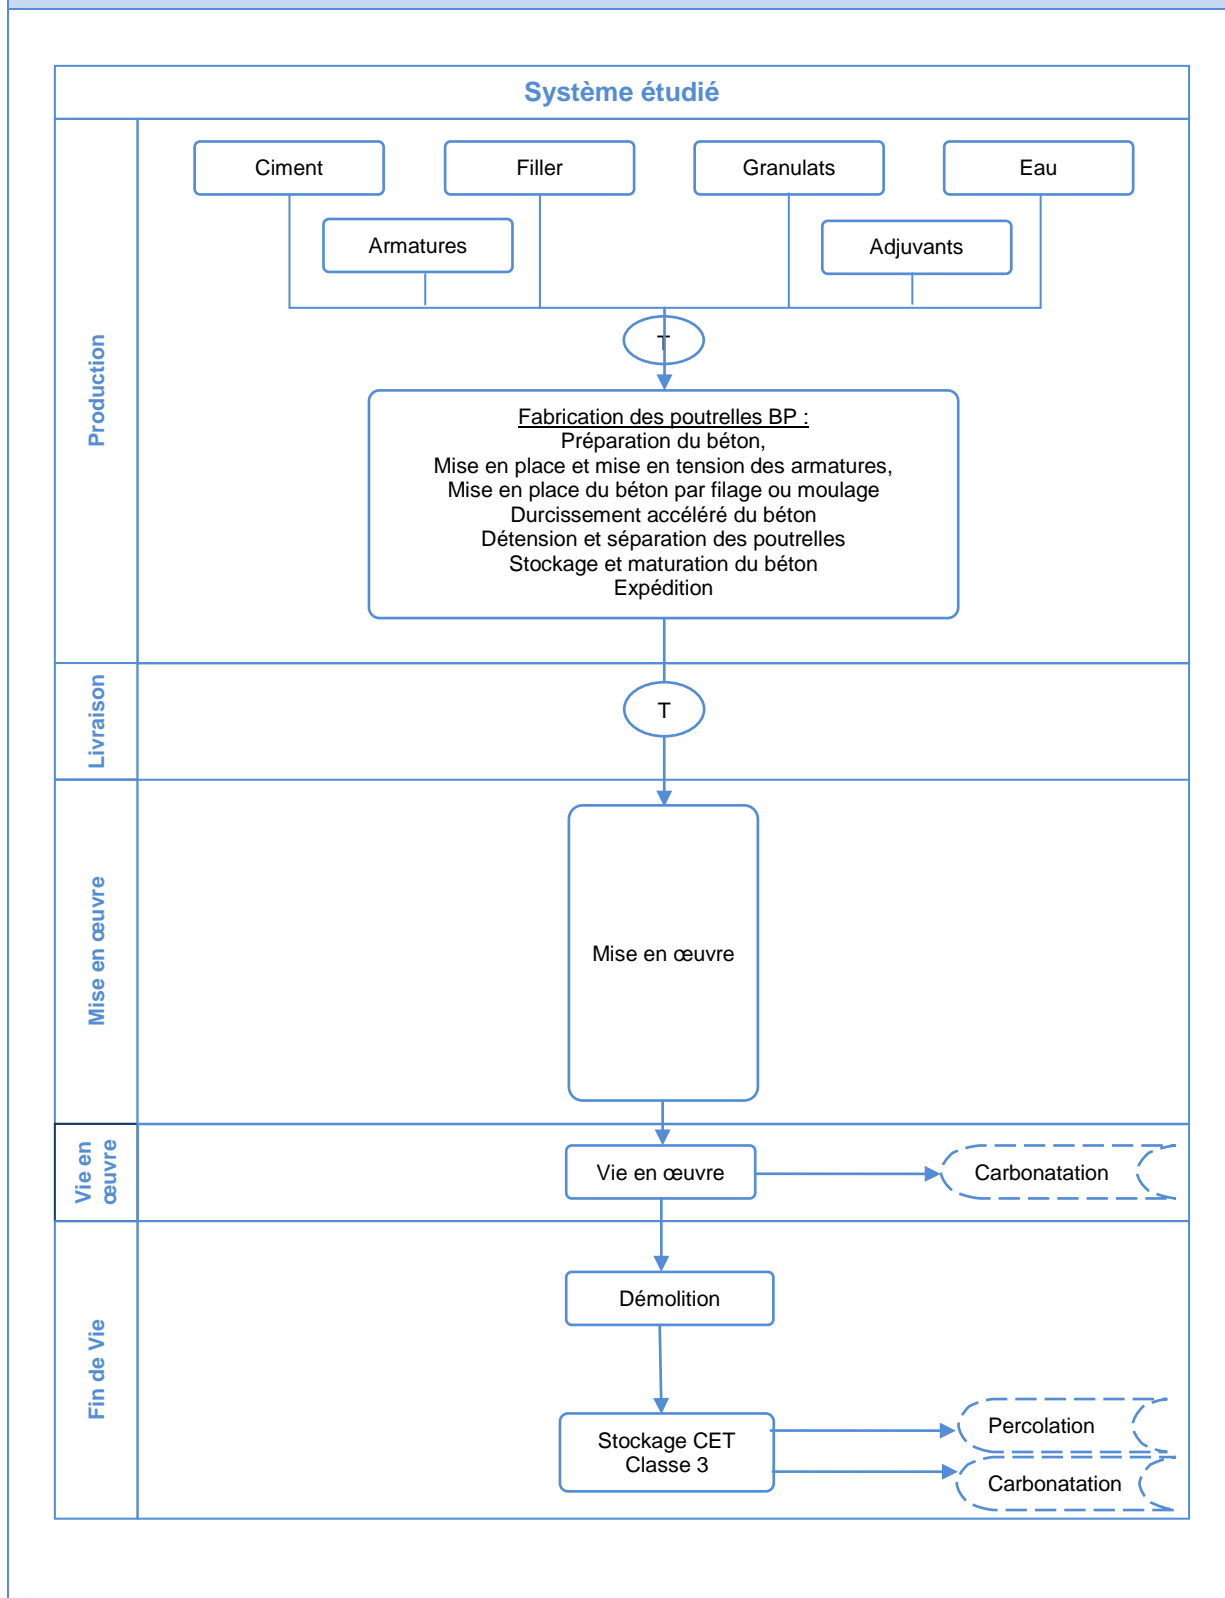 Système étudié
Production
Ciment
Filler
Granulats
Eau
Armatures
Adjuvants
T
Fabrication des poutrelles BP :
Préparation du béton,
Mise en place et mise en tension des armatures,
Mise en place du béton par filage ou moulage
Durcissement accéléré du béton
Détension et séparation des poutrelles
Stockage et maturation du béton
Expédition
Livraison
T
Mise en œuvre
Mise en œuvre
Vie en
œuvre
Vie en œuvre
Carbonatation
Fin de Vie
Démolition
Stockage CET
Classe 3
Percolation
Carbonatation